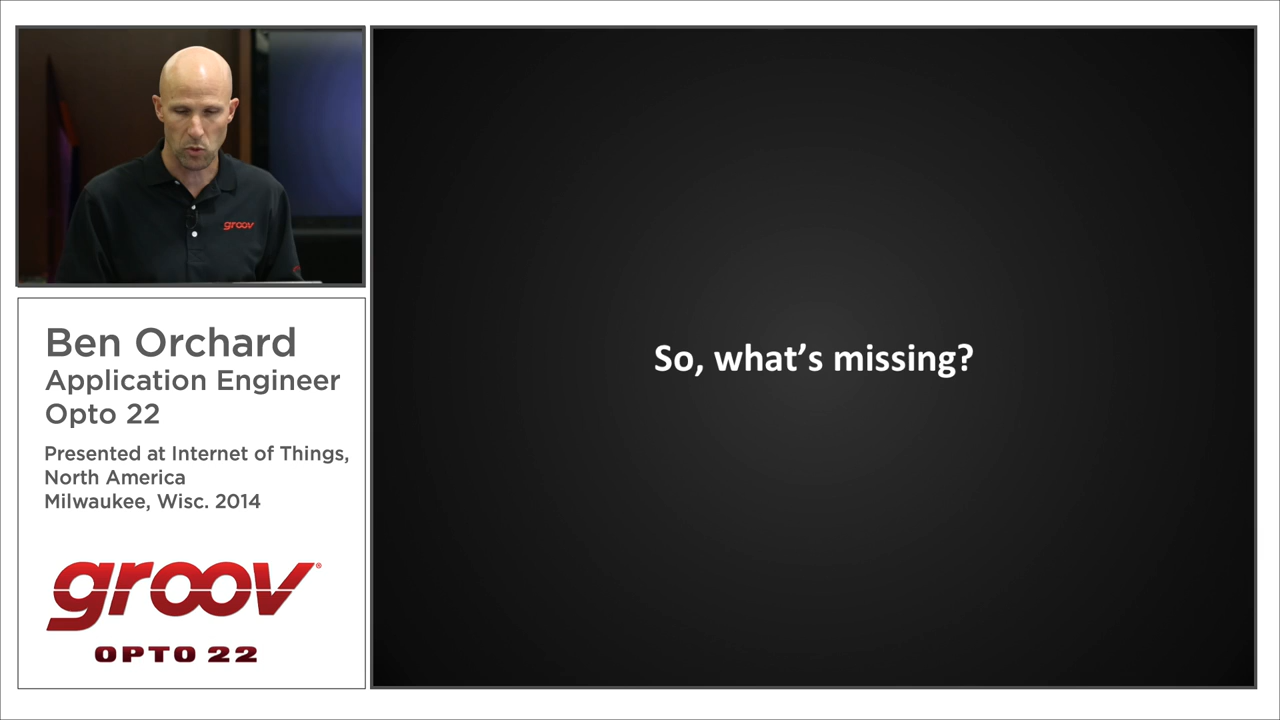 groov
Ben Orchard
Application Engineer
Opto 22
Presented at Internet of Things,
North America
Milwaukee, Wisc. 2014
groov®
OPTO 22
So, what's missing?